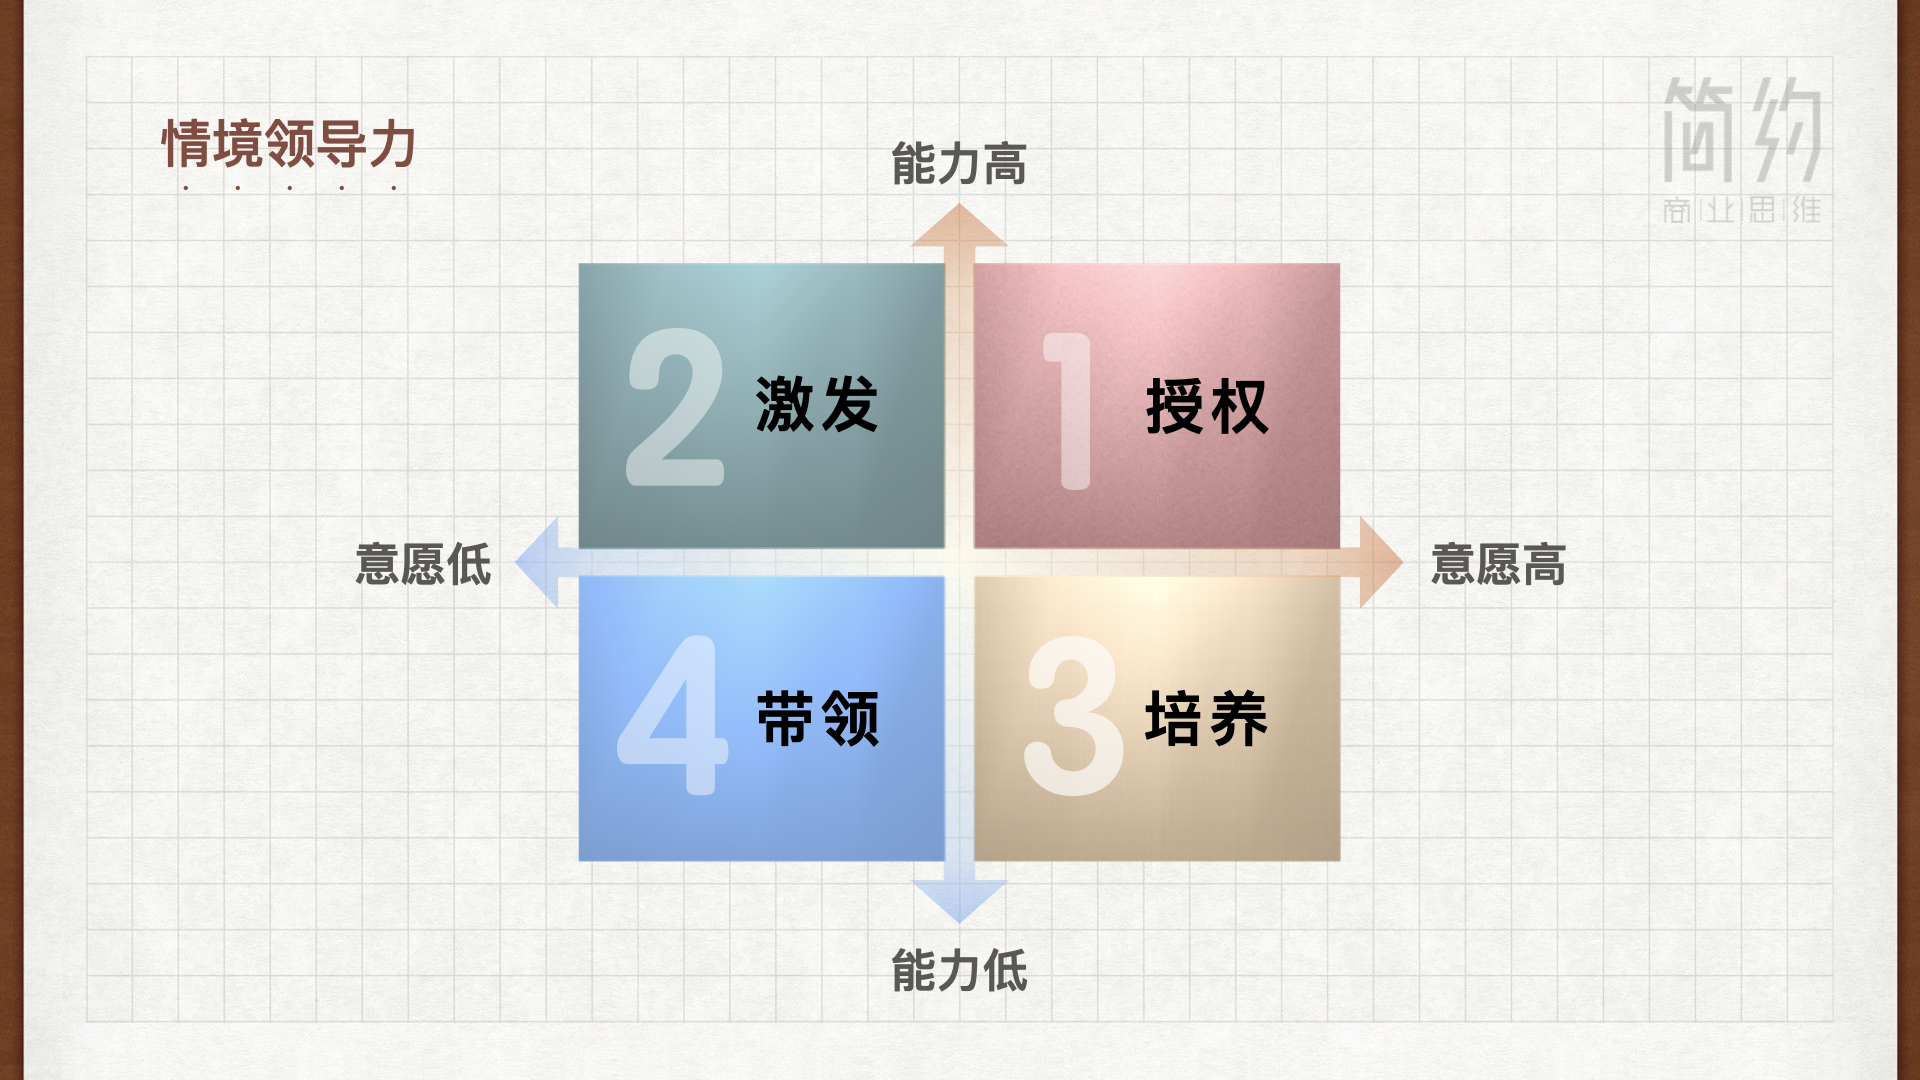 情境领导力
简约
商|业|思|维
能力高
2 激发
1 授权
意愿低
意愿高
4 带领
3 培养
能力低